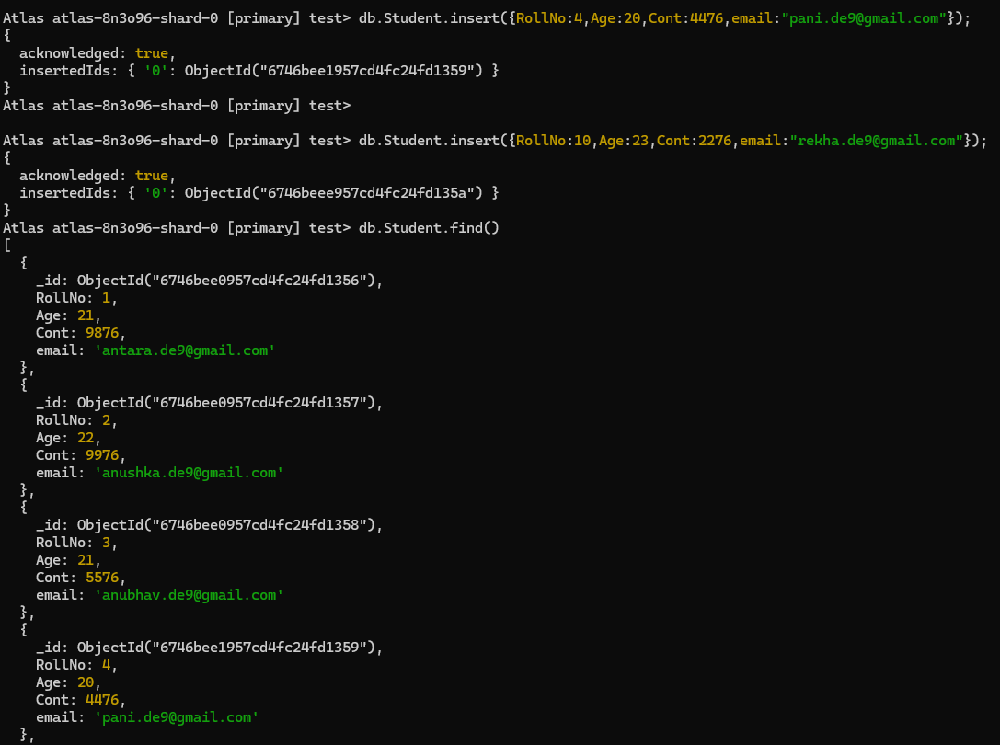 Atlas atlas-8n3o96-shard-0 [primary] test> db.Student.insert({RollNo:4,Age:20,Cont:4476,email:"pani.de9@gmail.com"});
{
  acknowledged: true,
  insertedIds: { '0': ObjectId("6746bee1957cd4fc24fd1359") }
}
Atlas atlas-8n3o96-shard-0 [primary] test>

Atlas atlas-8n3o96-shard-0 [primary] test> db.Student.insert({RollNo:10,Age:23,Cont:2276,email:"rekha.de9@gmail.com"});
{
  acknowledged: true,
  insertedIds: { '0': ObjectId("6746beee957cd4fc24fd135a") }
}
Atlas atlas-8n3o96-shard-0 [primary] test> db.Student.find()
[
  {
    _id: ObjectId("6746bee0957cd4fc24fd1356"),
    RollNo: 1,
    Age: 21,
    Cont: 9876,
    email: 'antara.de9@gmail.com'
  },
  {
    _id: ObjectId("6746bee0957cd4fc24fd1357"),
    RollNo: 2,
    Age: 22,
    Cont: 9976,
    email: 'anushka.de9@gmail.com'
  },
  {
    _id: ObjectId("6746bee0957cd4fc24fd1358"),
    RollNo: 3,
    Age: 21,
    Cont: 5576,
    email: 'anubhav.de9@gmail.com'
  },
  {
    _id: ObjectId("6746bee1957cd4fc24fd1359"),
    RollNo: 4,
    Age: 20,
    Cont: 4476,
    email: 'pani.de9@gmail.com'
  },